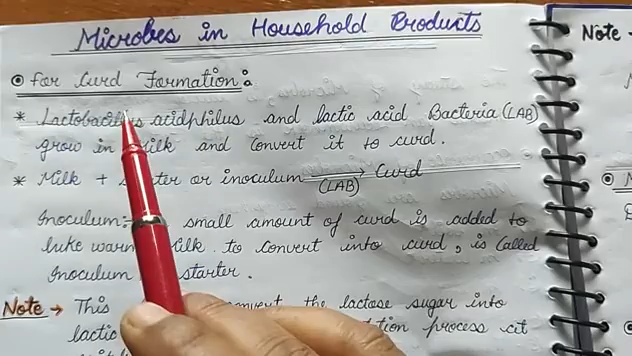 Microbes in Household Products
Note -
For Curd Formation:
* Lactobacillus acidphilus and lactic acid Bacteria (LAB)
grow in milk and convert it to curd.
* Milk + starter or inoculum → Curd
(LAB)
Inoculum: small amount of curd is added to
luke warm milk to convert into curd, is called
Inoculum starter.
Note → This convert the lactose sugar into
lactic process it